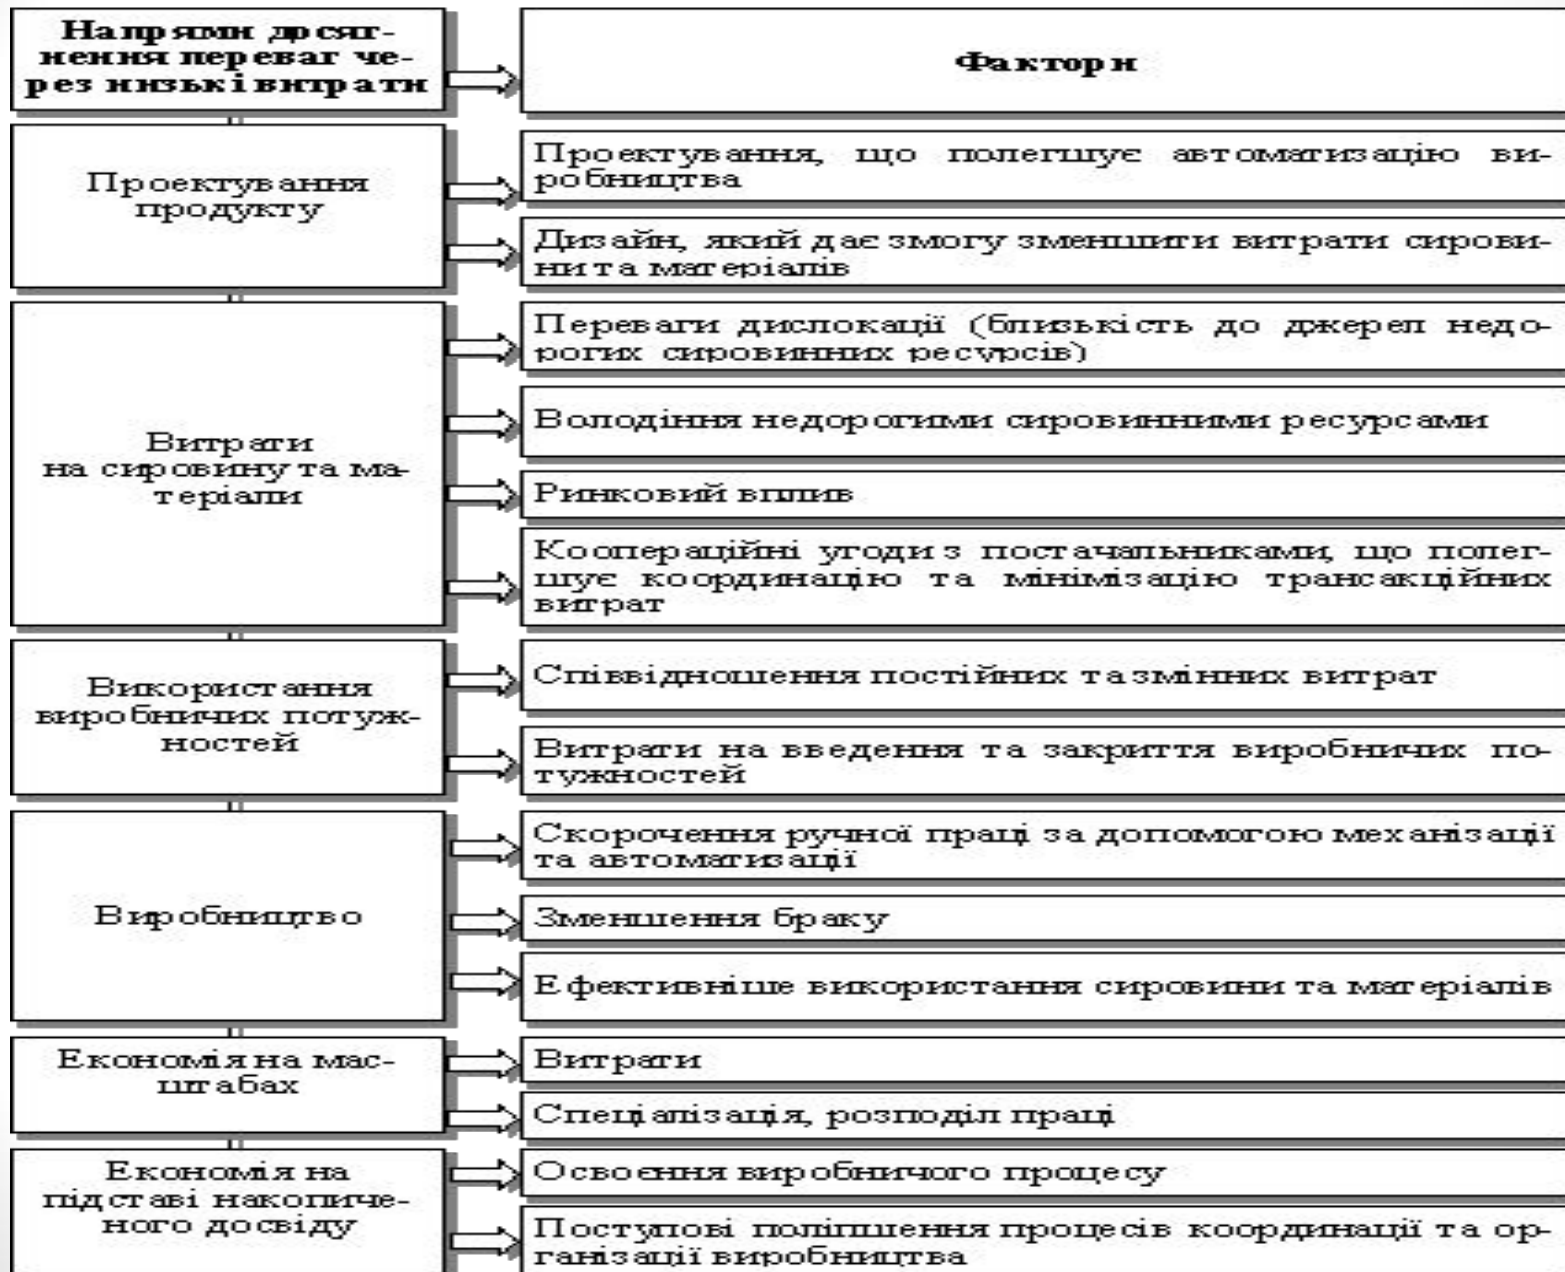 Напрями досяг-
нення переваг че-
рез низькі витрати
Фактори
Проектування
продукту
Проектування, що полегшує автоматизацію ви-
робництва
Дизайн, який дає змогу зменшити витрати сирови-
ни та матеріалів
Витрати
на сировину та ма-
теріали
Переваги дислокації (близькість до джерел недо-
рогих сировинних ресурсів)
Володіння недорогими сировинними ресурсами
Ринковий вплив
Коопераційні угоди з постачальниками, що полег-
шує координацію та мінімізацію трансакційних
витрат
Використання
виробничих потуж-
ностей
Співвідношення постійних та змінних витрат
Витрати на введення та закриття виробничих по-
тужностей
Виробництво
Скорочення ручної праці за допомогою механізації
та автоматизації
Зменшення браку
Ефективніше використання сировини та матеріалів
Економія на мас-
штабах
Витрати
Спеціалізація, розподіл праці
Економія на
підставі накопиче-
ного досвіду
Освоєння виробничого процесу
Поступові поліпшення процесів координації та ор-
ганізації виробництва